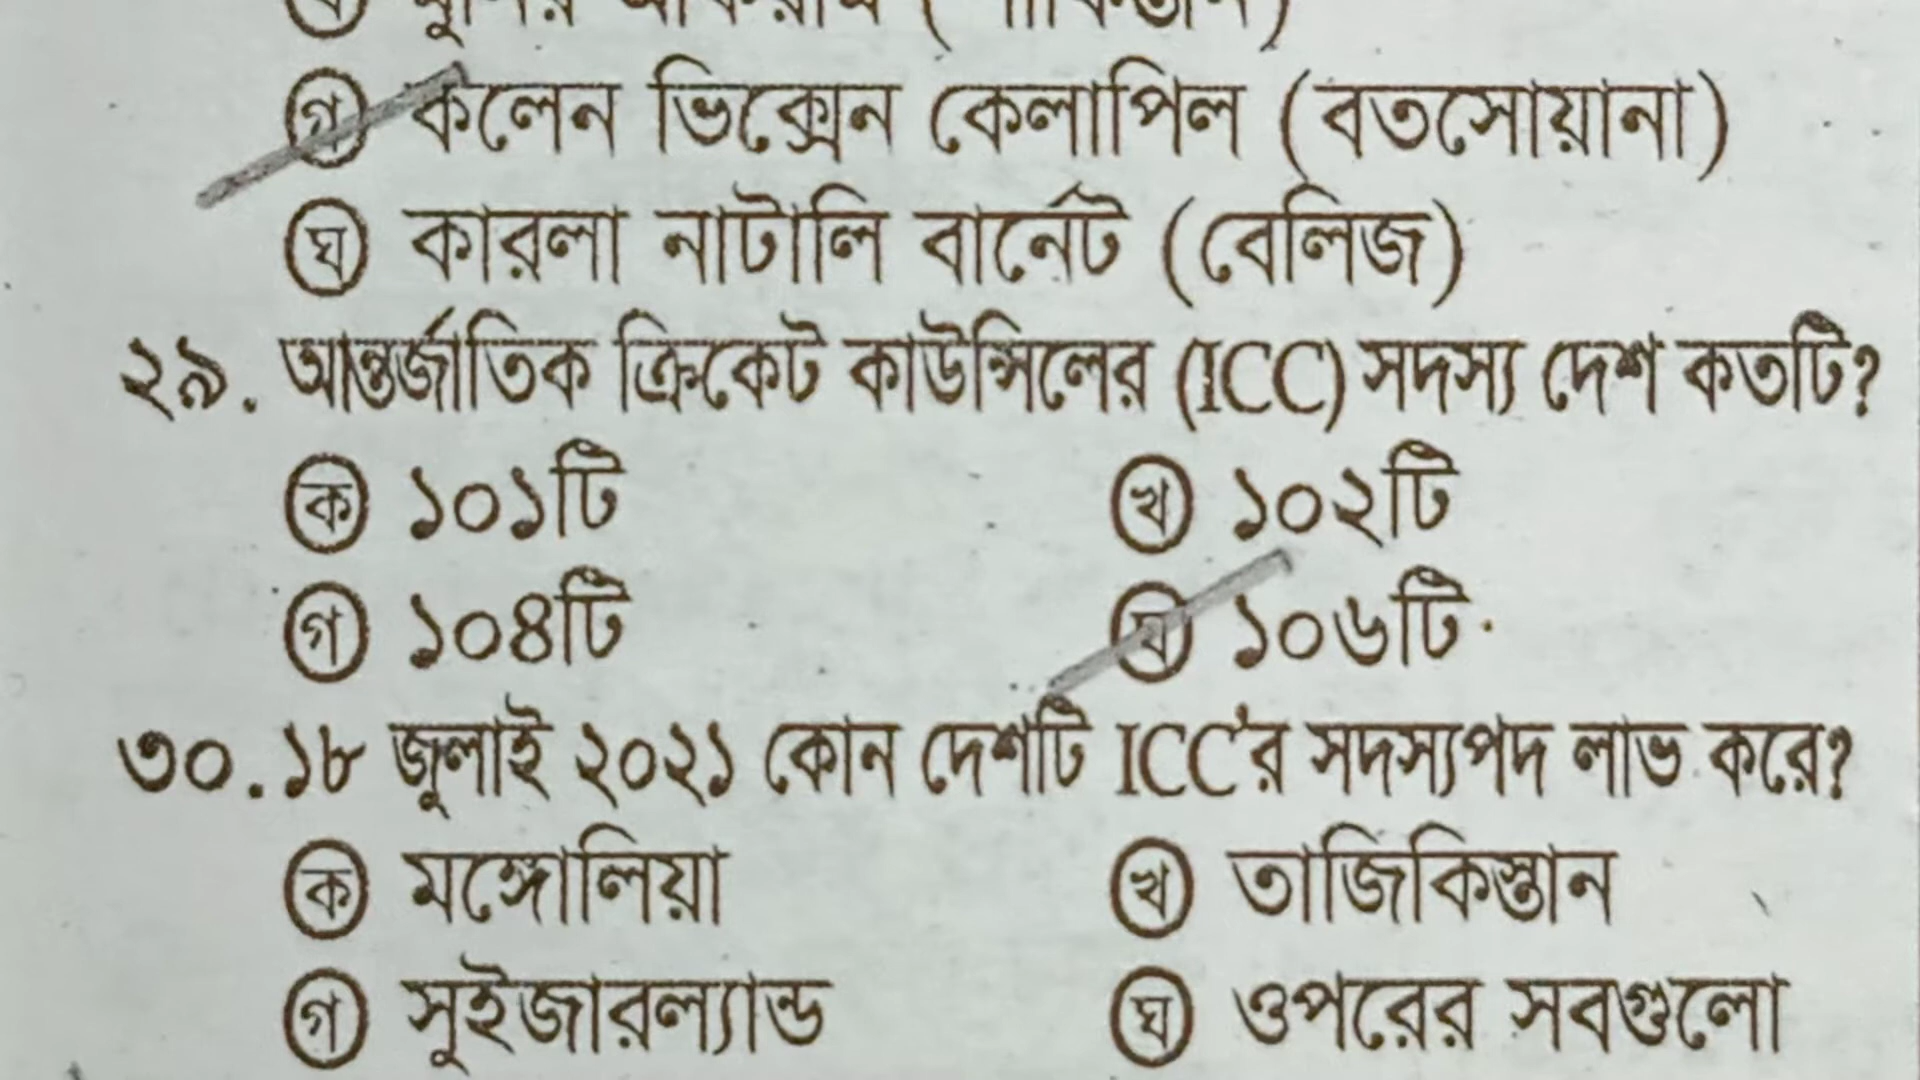 গ কলেন ভিক্সেন কেলাপিল (বতসোয়ানা)
ঘ কারলা নাটালি বার্নেট (বেলিজ)
২৯. আন্তর্জাতিক ক্রিকেট কাউন্সিলের (ICC) সদস্য দেশ কতটি?
ক ১০১টি খ ১০২টি
গ ১০৪টি ঘ ১০৬টি
৩০. ১৮ জুলাই ২০২১ কোন দেশটি ICC'র সদস্যপদ লাভ করে?
ক মঙ্গোলিয়া খ তাজিকিস্তান
গ সুইজারল্যান্ড ঘ ওপরের সবগুলো